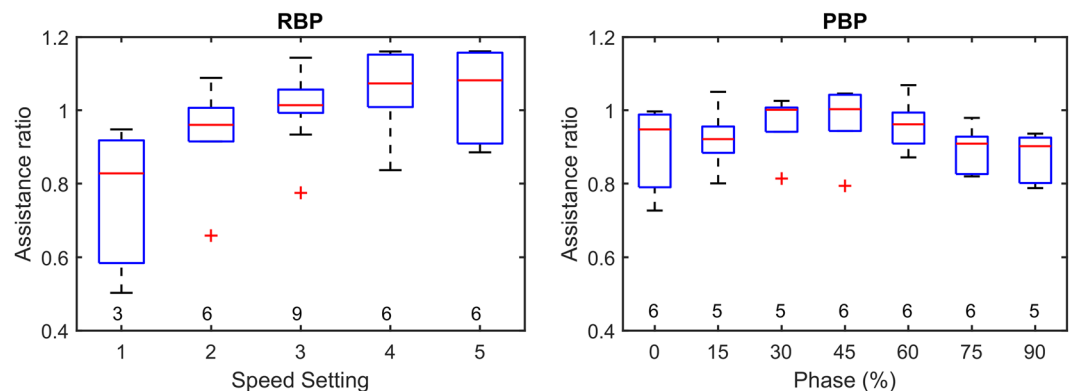 RBP
1.2
1
0.8
0.6
0.4
Assistance ratio
3 6 9 6 6
1 2 3 4 5
Speed Setting
PBP
1.2
1
0.8
0.6
0.4
Assistance ratio
6 5 5 6 6 6 5
0 15 30 45 60 75 90
Phase (%)